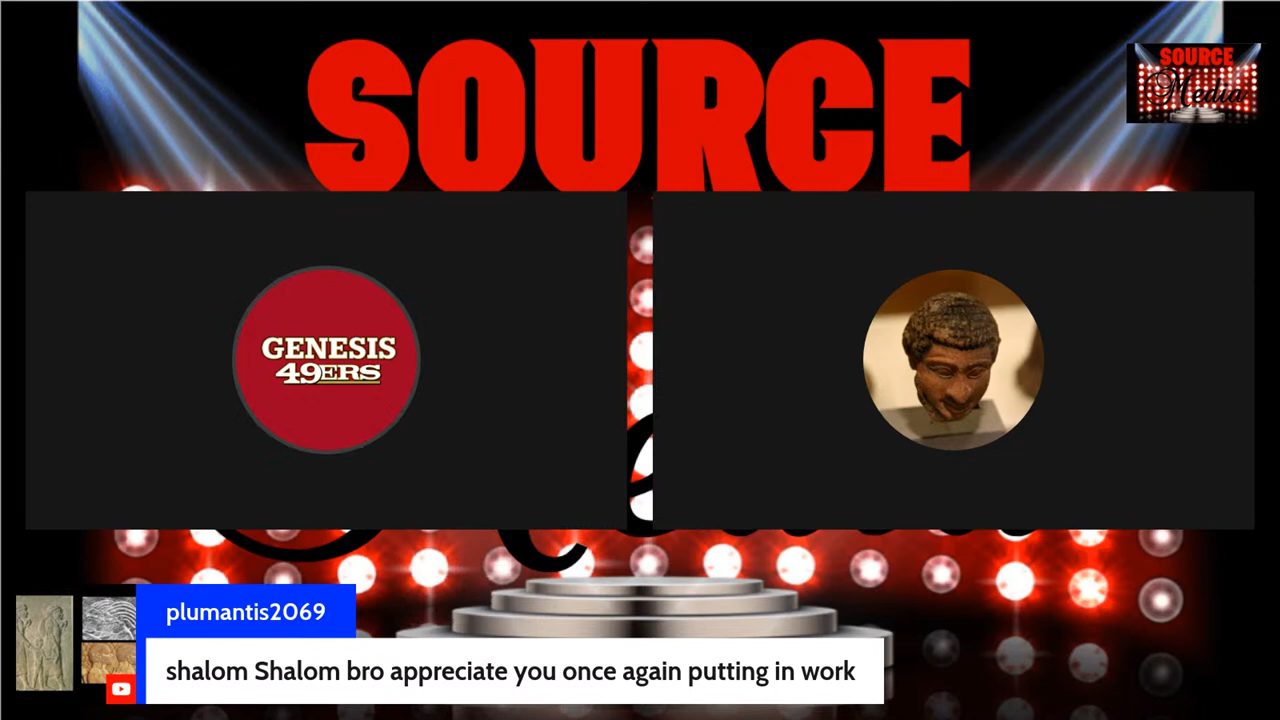 SOURCE
SOURCE
Media
GENESIS
49ERS
plumantis2069
shalom Shalom bro appreciate you once again putting in work